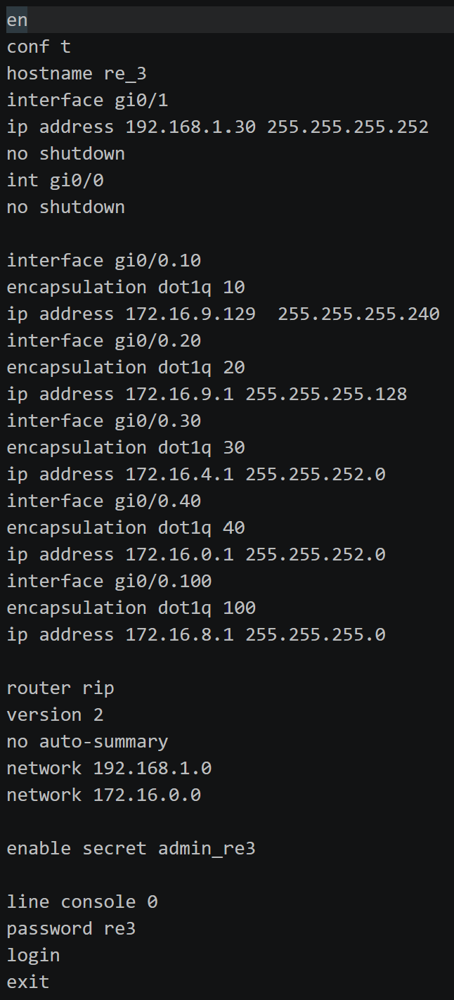 en
conf t
hostname re_3
interface gi0/1
ip address 192.168.1.30 255.255.255.252
no shutdown
int gi0/0
no shutdown

interface gi0/0.10
encapsulation dot1q 10
ip address 172.16.9.129  255.255.255.240
interface gi0/0.20
encapsulation dot1q 20
ip address 172.16.9.1 255.255.255.128
interface gi0/0.30
encapsulation dot1q 30
ip address 172.16.4.1 255.255.252.0
interface gi0/0.40
encapsulation dot1q 40
ip address 172.16.0.1 255.255.252.0
interface gi0/0.100
encapsulation dot1q 100
ip address 172.16.8.1 255.255.255.0

router rip
version 2
no auto-summary
network 192.168.1.0
network 172.16.0.0

enable secret admin_re3

line console 0
password re3
login
exit